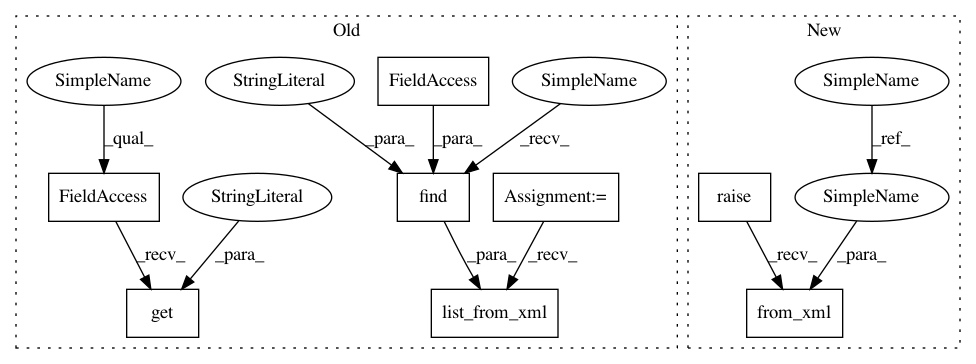 Old
New
SimpleName
StringLiteral
FieldAccess
SimpleName
SimpleName
_qual_
_para_
_para_
_recv_
_ref_
FieldAccess
StringLiteral
find
Assignment:=
raise
SimpleName
_recv_
_para_
_para_
_recv_
_recv_
_para_
get
list_from_xml
from_xml